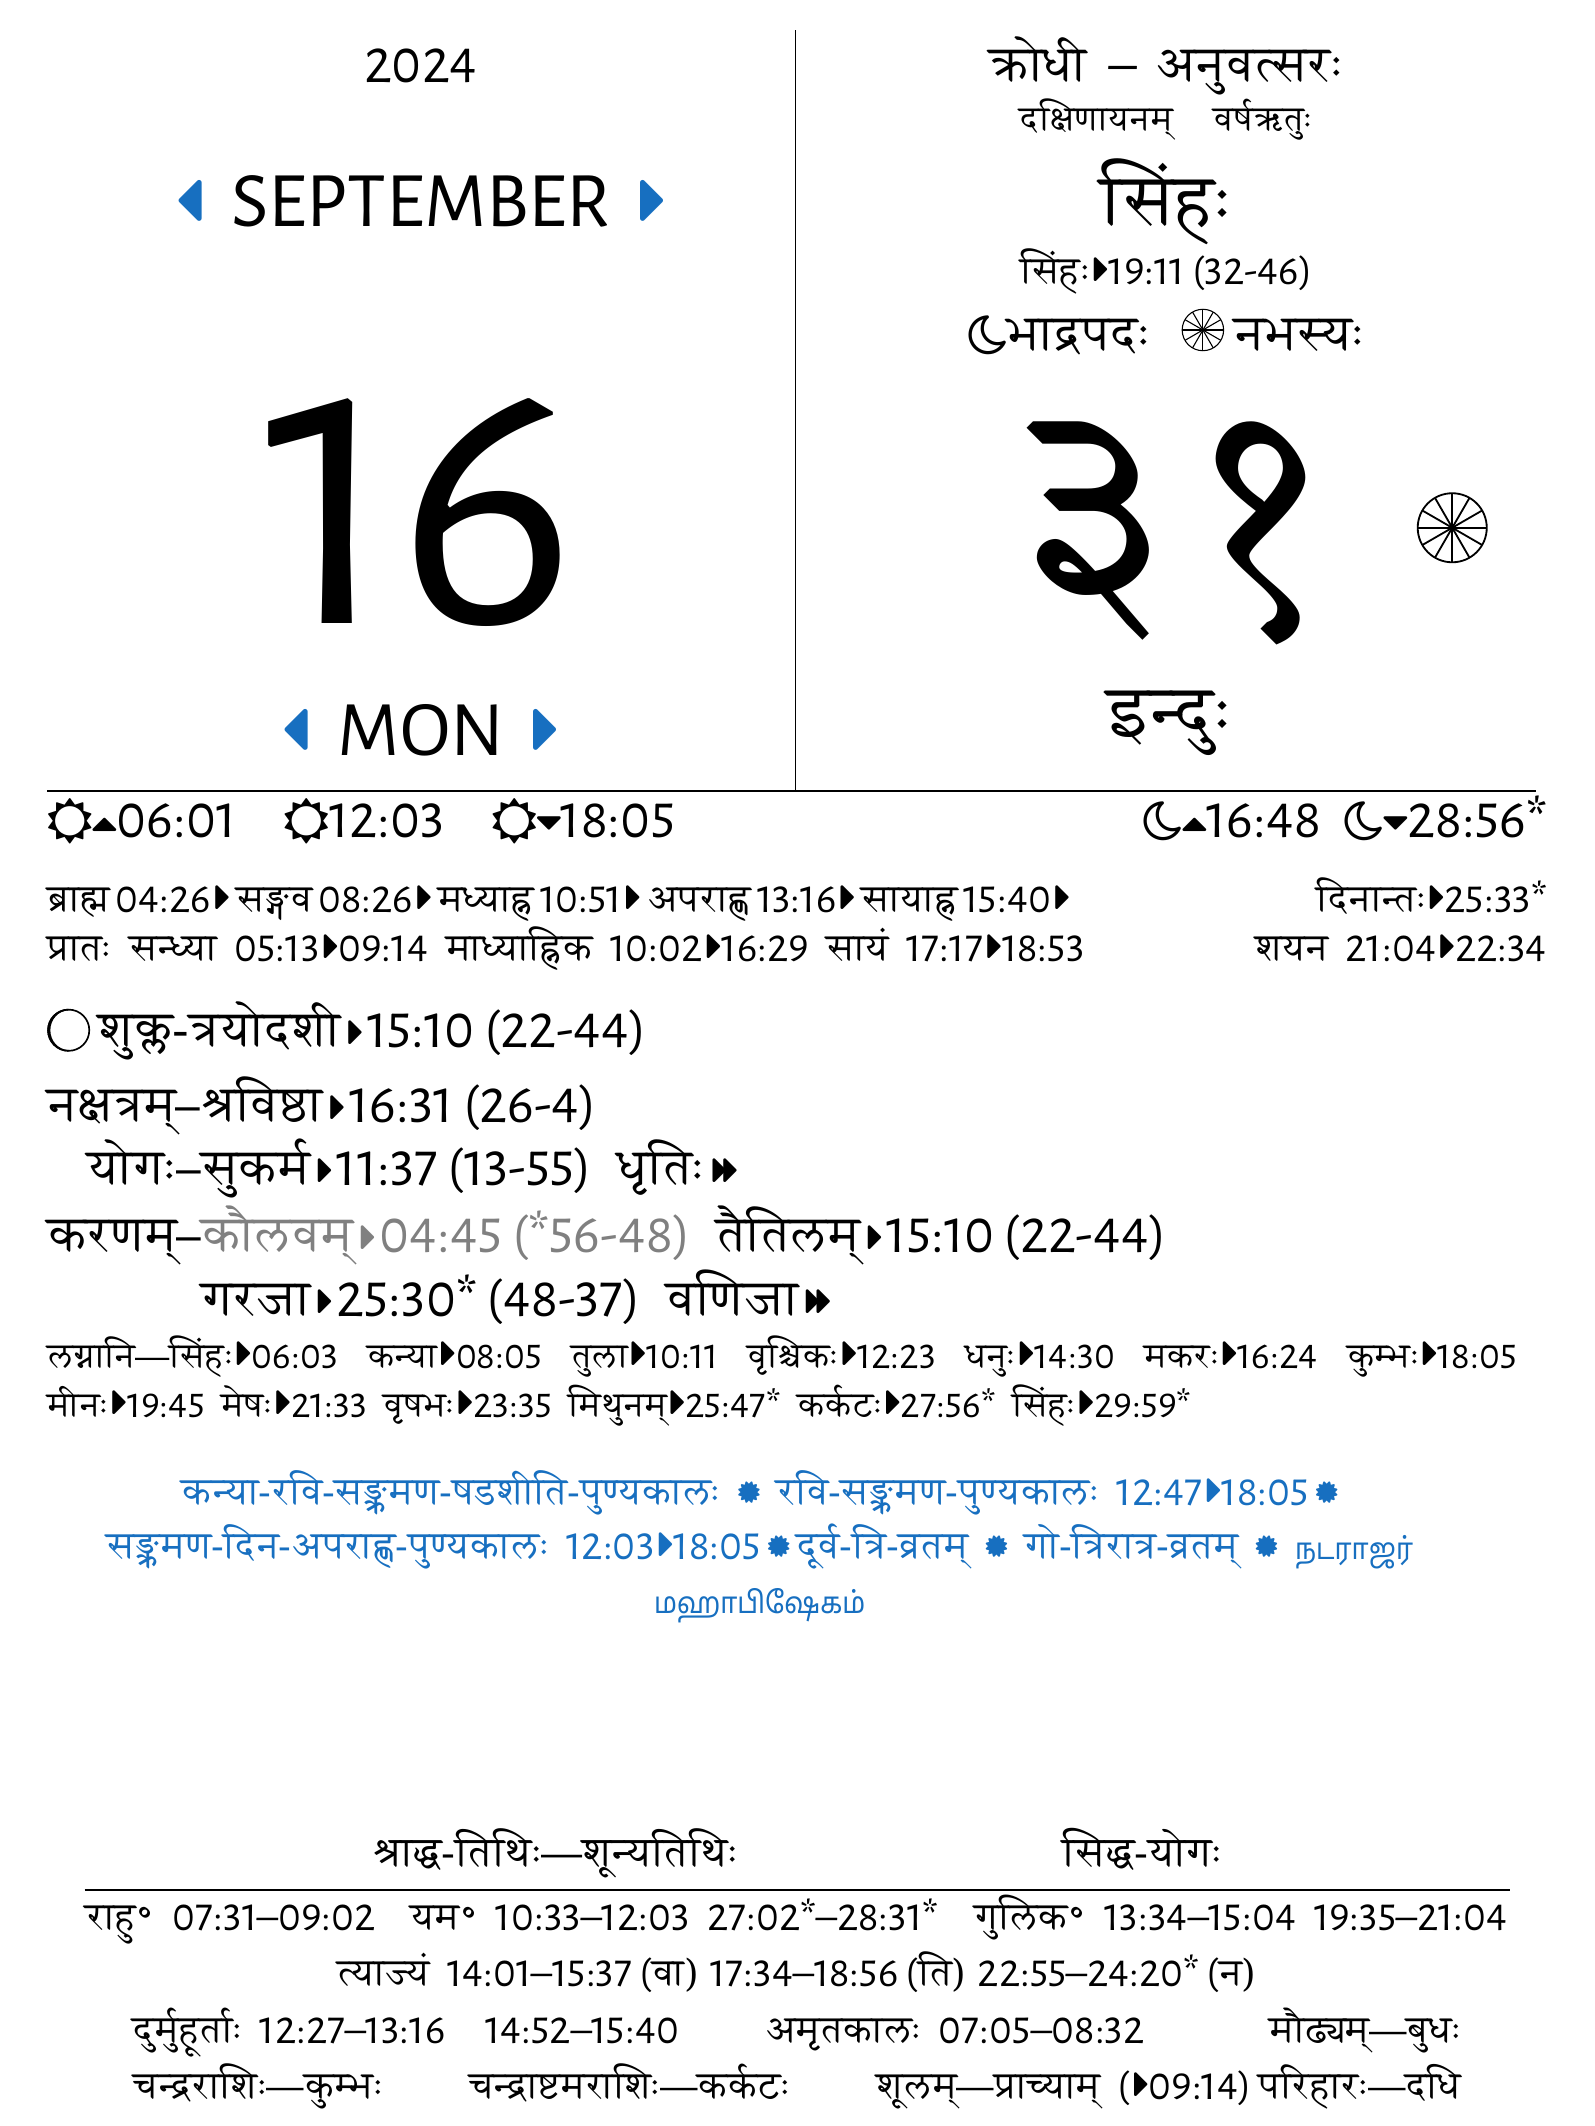 2024
SEPTEMBER
16
MON
क्रोधी – अनुवत्सरः
दक्षिणायनम् वर्षऋतुः
सिंहः
सिंहः⏵19:11 (32-46)
भाद्रपदः नभस्यः
३१
इन्दुः
06:01 12:03 18:05 16:48 28:56*
ब्राह्म 04:26⏵ सङ्गव 08:26⏵ मध्याह्न 10:51⏵ अपराह्ण 13:16⏵ सायाह्न 15:40⏵ दिनान्तः⏵25:33*
प्रातः सन्ध्या 05:13⏵09:14 माध्याह्निक 10:02⏵16:29 सायं 17:17⏵18:53 शयन 21:04⏵22:34
शुक्ल-त्रयोदशी⏵15:10 (22-44)
नक्षत्रम्–श्रविष्ठा⏵16:31 (26-4)
योगः–सुकर्म⏵11:37 (13-55) धृतिः⏩
करणम्–कौलवम्⏵04:45 (*56-48) तैतिलम्⏵15:10 (22-44)
गरजा⏵25:30* (48-37) वणिजा⏩
लग्नानि—सिंहः⏵06:03 कन्या⏵08:05 तुला⏵10:11 वृश्चिकः⏵12:23 धनुः⏵14:30 मकरः⏵16:24 कुम्भः⏵18:05
मीनः⏵19:45 मेषः⏵21:33 वृषभः⏵23:35 मिथुनम्⏵25:47* कर्कटः⏵27:56* सिंहः⏵29:59*
कन्या-रवि-सङ्क्रमण-षडशीति-पुण्यकालः ✹ रवि-सङ्क्रमण-पुण्यकालः 12:47⏵18:05✹
सङ्क्रमण-दिन-अपराह्ण-पुण्यकालः 12:03⏵18:05✹दूर्व-त्रि-व्रतम् ✹ गो-त्रिरात्र-व्रतम् ✹ நடராஜர்
மஹாபிஷேகம்
श्राद्ध-तिथिः—शून्यतिथिः सिद्ध-योगः
राहु॰ 07:31–09:02 यम॰ 10:33–12:03 27:02*–28:31* गुलिक॰ 13:34–15:04 19:35–21:04
त्याज्यं 14:01–15:37 (वा) 17:34–18:56 (ति) 22:55–24:20* (न)
दुर्मुहूर्ताः 12:27–13:16 14:52–15:40 अमृतकालः 07:05–08:32 मौढ्यम्—बुधः
चन्द्रराशिः—कुम्भः चन्द्राष्टमराशिः—कर्कटः शूलम्—प्राच्याम् (⏵09:14) परिहारः—दधि